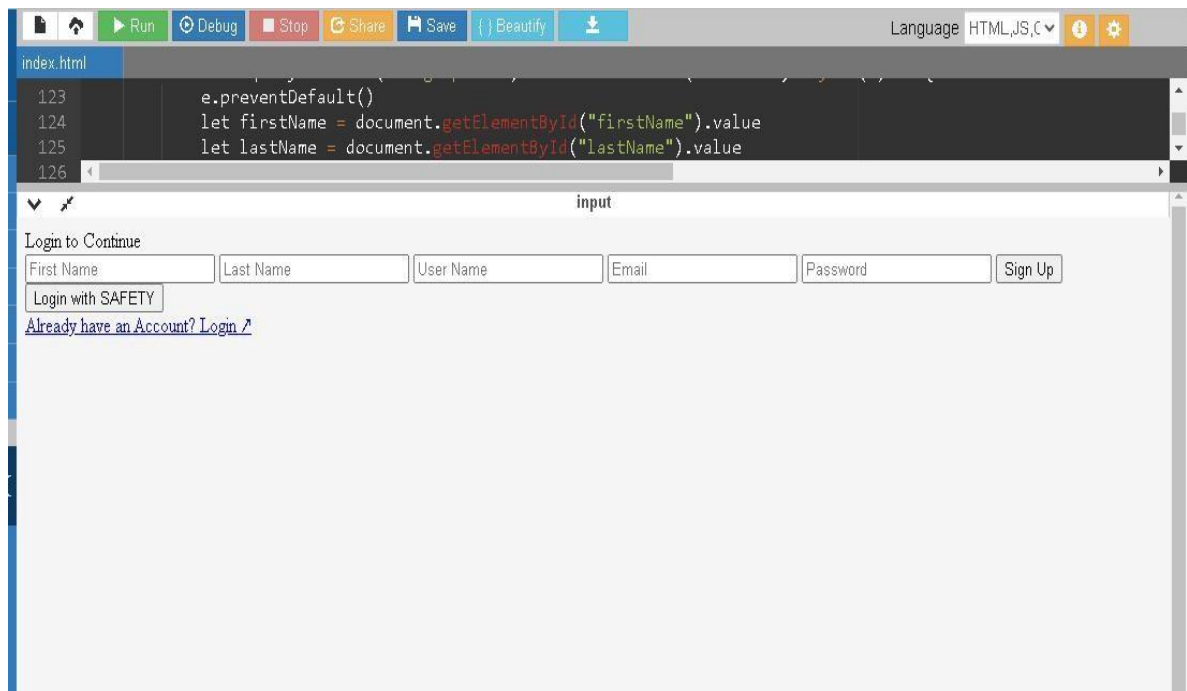 Run Debug Stop Share Save { } Beautify Language HTML,JS,C
index.html
123 e.preventDefault()
124 let firstName = document.getElementById("firstName").value
125 let lastName = document.getElementById("lastName").value
126
input
Login to Continue
First Name Last Name User Name Email Password Sign Up
Login with SAFETY
Already have an Account? Login ↗